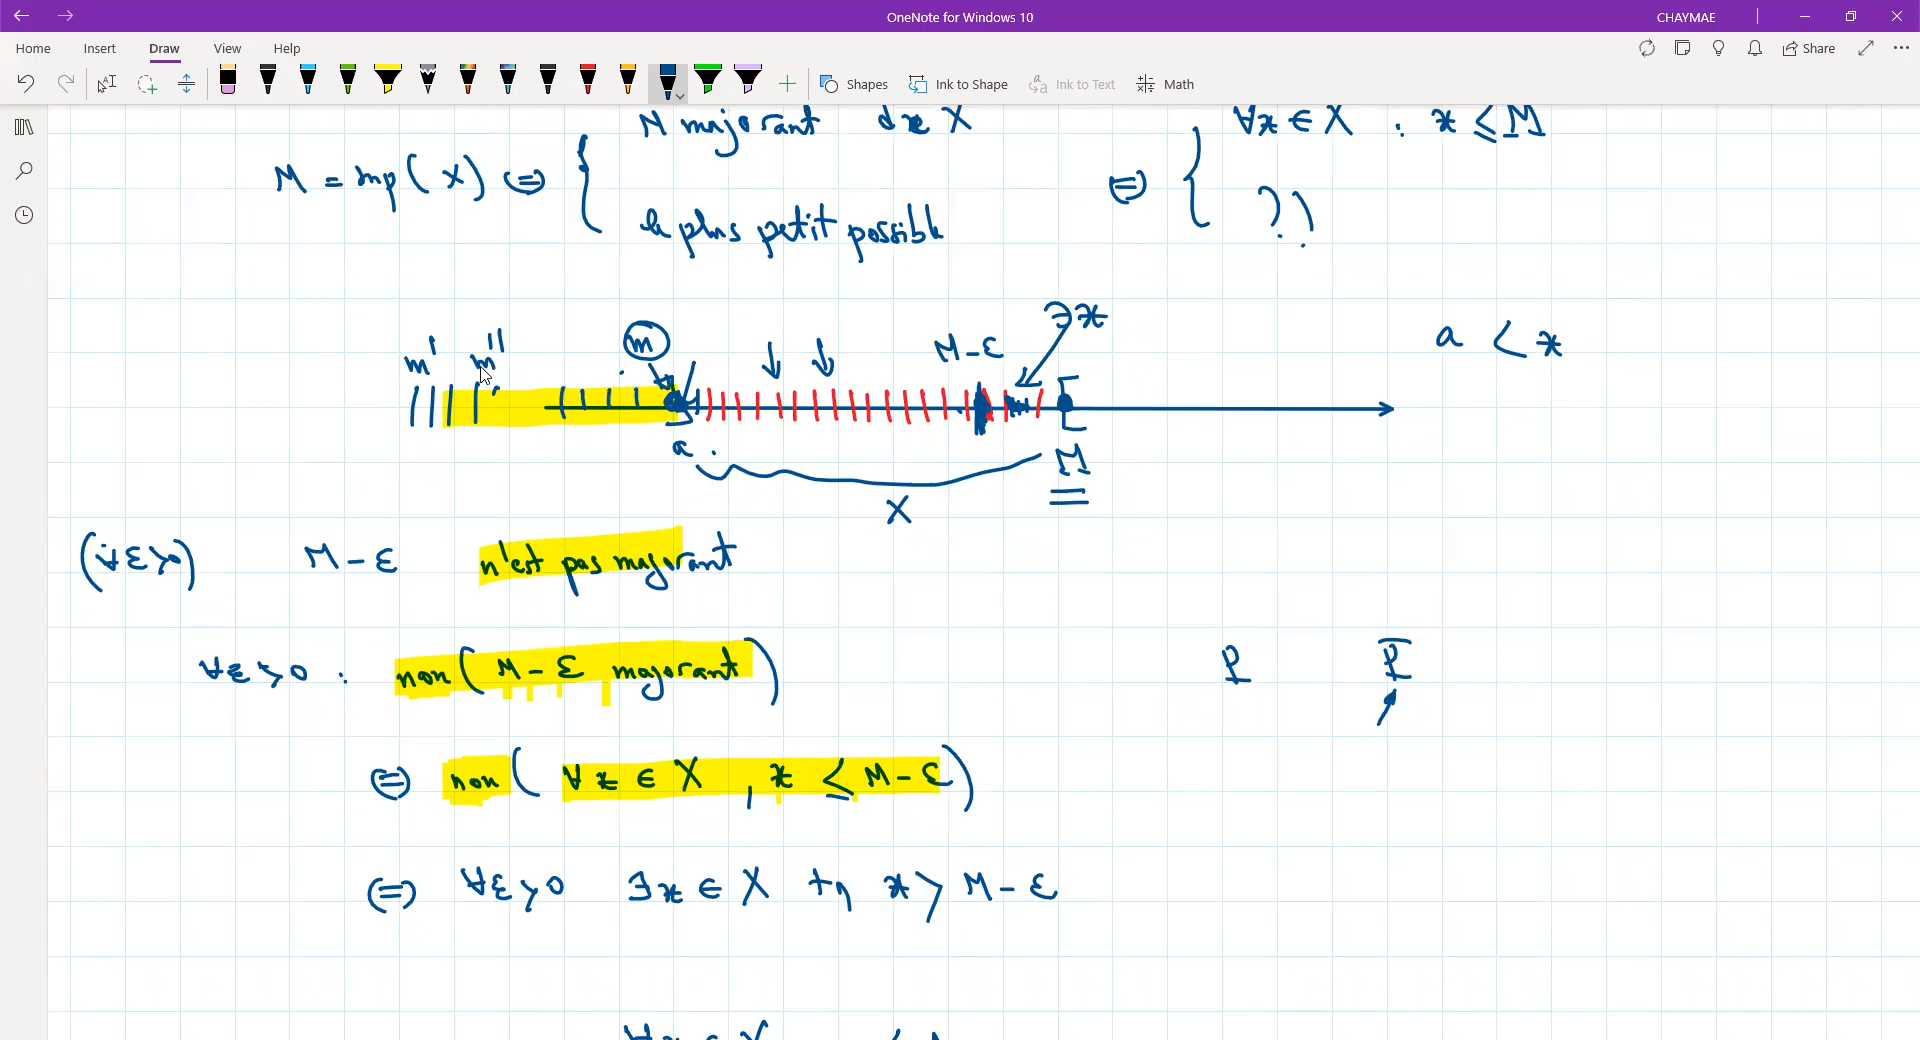 OneNote for Windows 10
CHAYMAE
Home Insert Draw View Help
Share
Shapes Ink to Shape Ink to Text Math
M majorant de X
∀x ∈ X : x ≤ M
M = sup(X) ⇔ {
⇔ { ??
le plus petit possible
m' m'' m M-ε ∃x
a < x
a M
X
(∀ε>0) M-ε n'est pas majorant
∀ε>0 : non(M-ε majorant)
P P̅
⇔ non(∀x ∈ X, x ≤ M-ε)
⇔ ∀ε>0 ∃x ∈ X tq x > M-ε